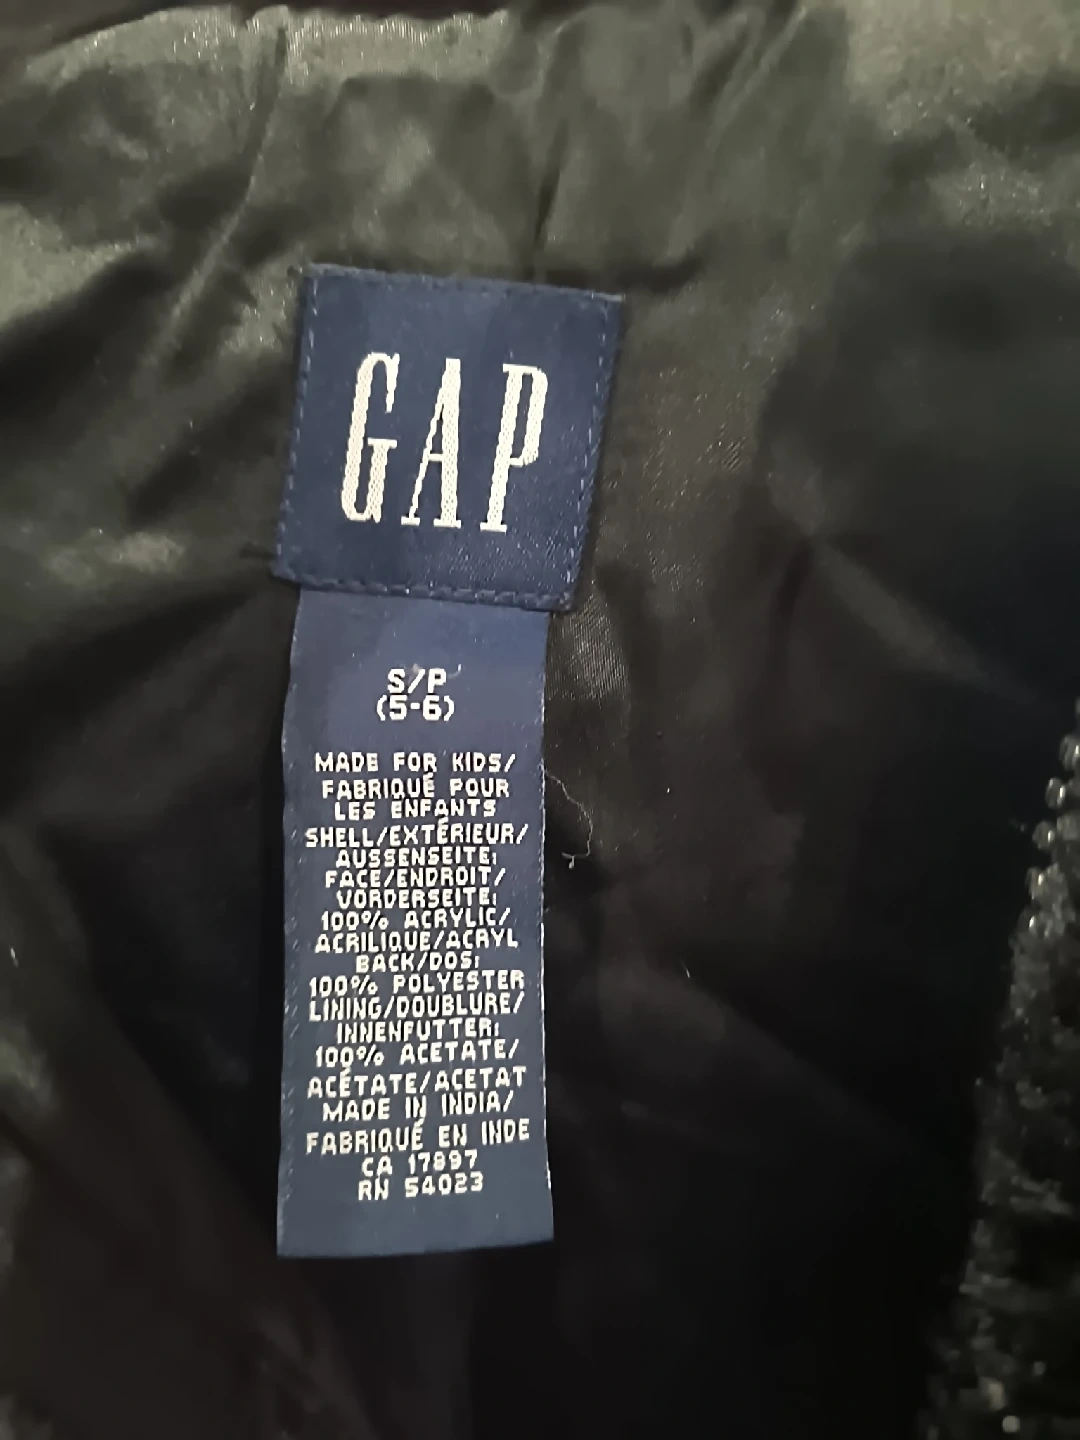 GAP
S/P
(5-6)
MADE FOR KIDS/
FABRIQUÉ POUR
LES ENFANTS
SHELL/EXTÉRIEUR/
AUSSENSEITE:
FACE/ENDROIT/
VORDERSEITE:
100% ACRYLIC/
ACRILIQUE/ACRYL
BACK/DOS:
100% POLYESTER
LINING/DOUBLURE/
INNENFUTTER:
100% ACETATE/
ACÉTATE/ACETAT
MADE IN INDIA/
FABRIQUÉ EN INDE
CA 17897
RN 54023